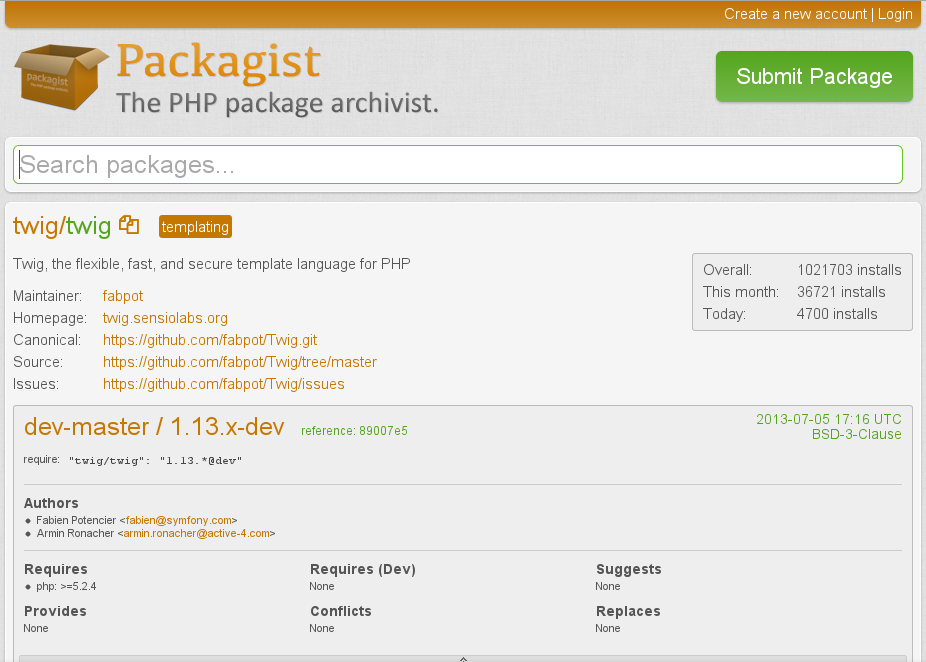 Create a new account | Login
packagist
Packagist
The PHP package archivist.
Submit Package
Search packages...
twig/twig templating
Twig, the flexible, fast, and secure template language for PHP
Overall: 1021703 installs
This month: 36721 installs
Today: 4700 installs
Maintainer: fabpot
Homepage: twig.sensiolabs.org
Canonical: https://github.com/fabpot/Twig.git
Source: https://github.com/fabpot/Twig/tree/master
Issues: https://github.com/fabpot/Twig/issues
dev-master / 1.13.x-dev reference: 89007e5
2013-07-05 17:16 UTC
BSD-3-Clause
require: "twig/twig": "1.13.*@dev"
Authors
• Fabien Potencier <fabien@symfony.com>
• Armin Ronacher <armin.ronacher@active-4.com>
Requires Requires (Dev) Suggests
• php: >=5.2.4 None None
Provides Conflicts Replaces
None None None